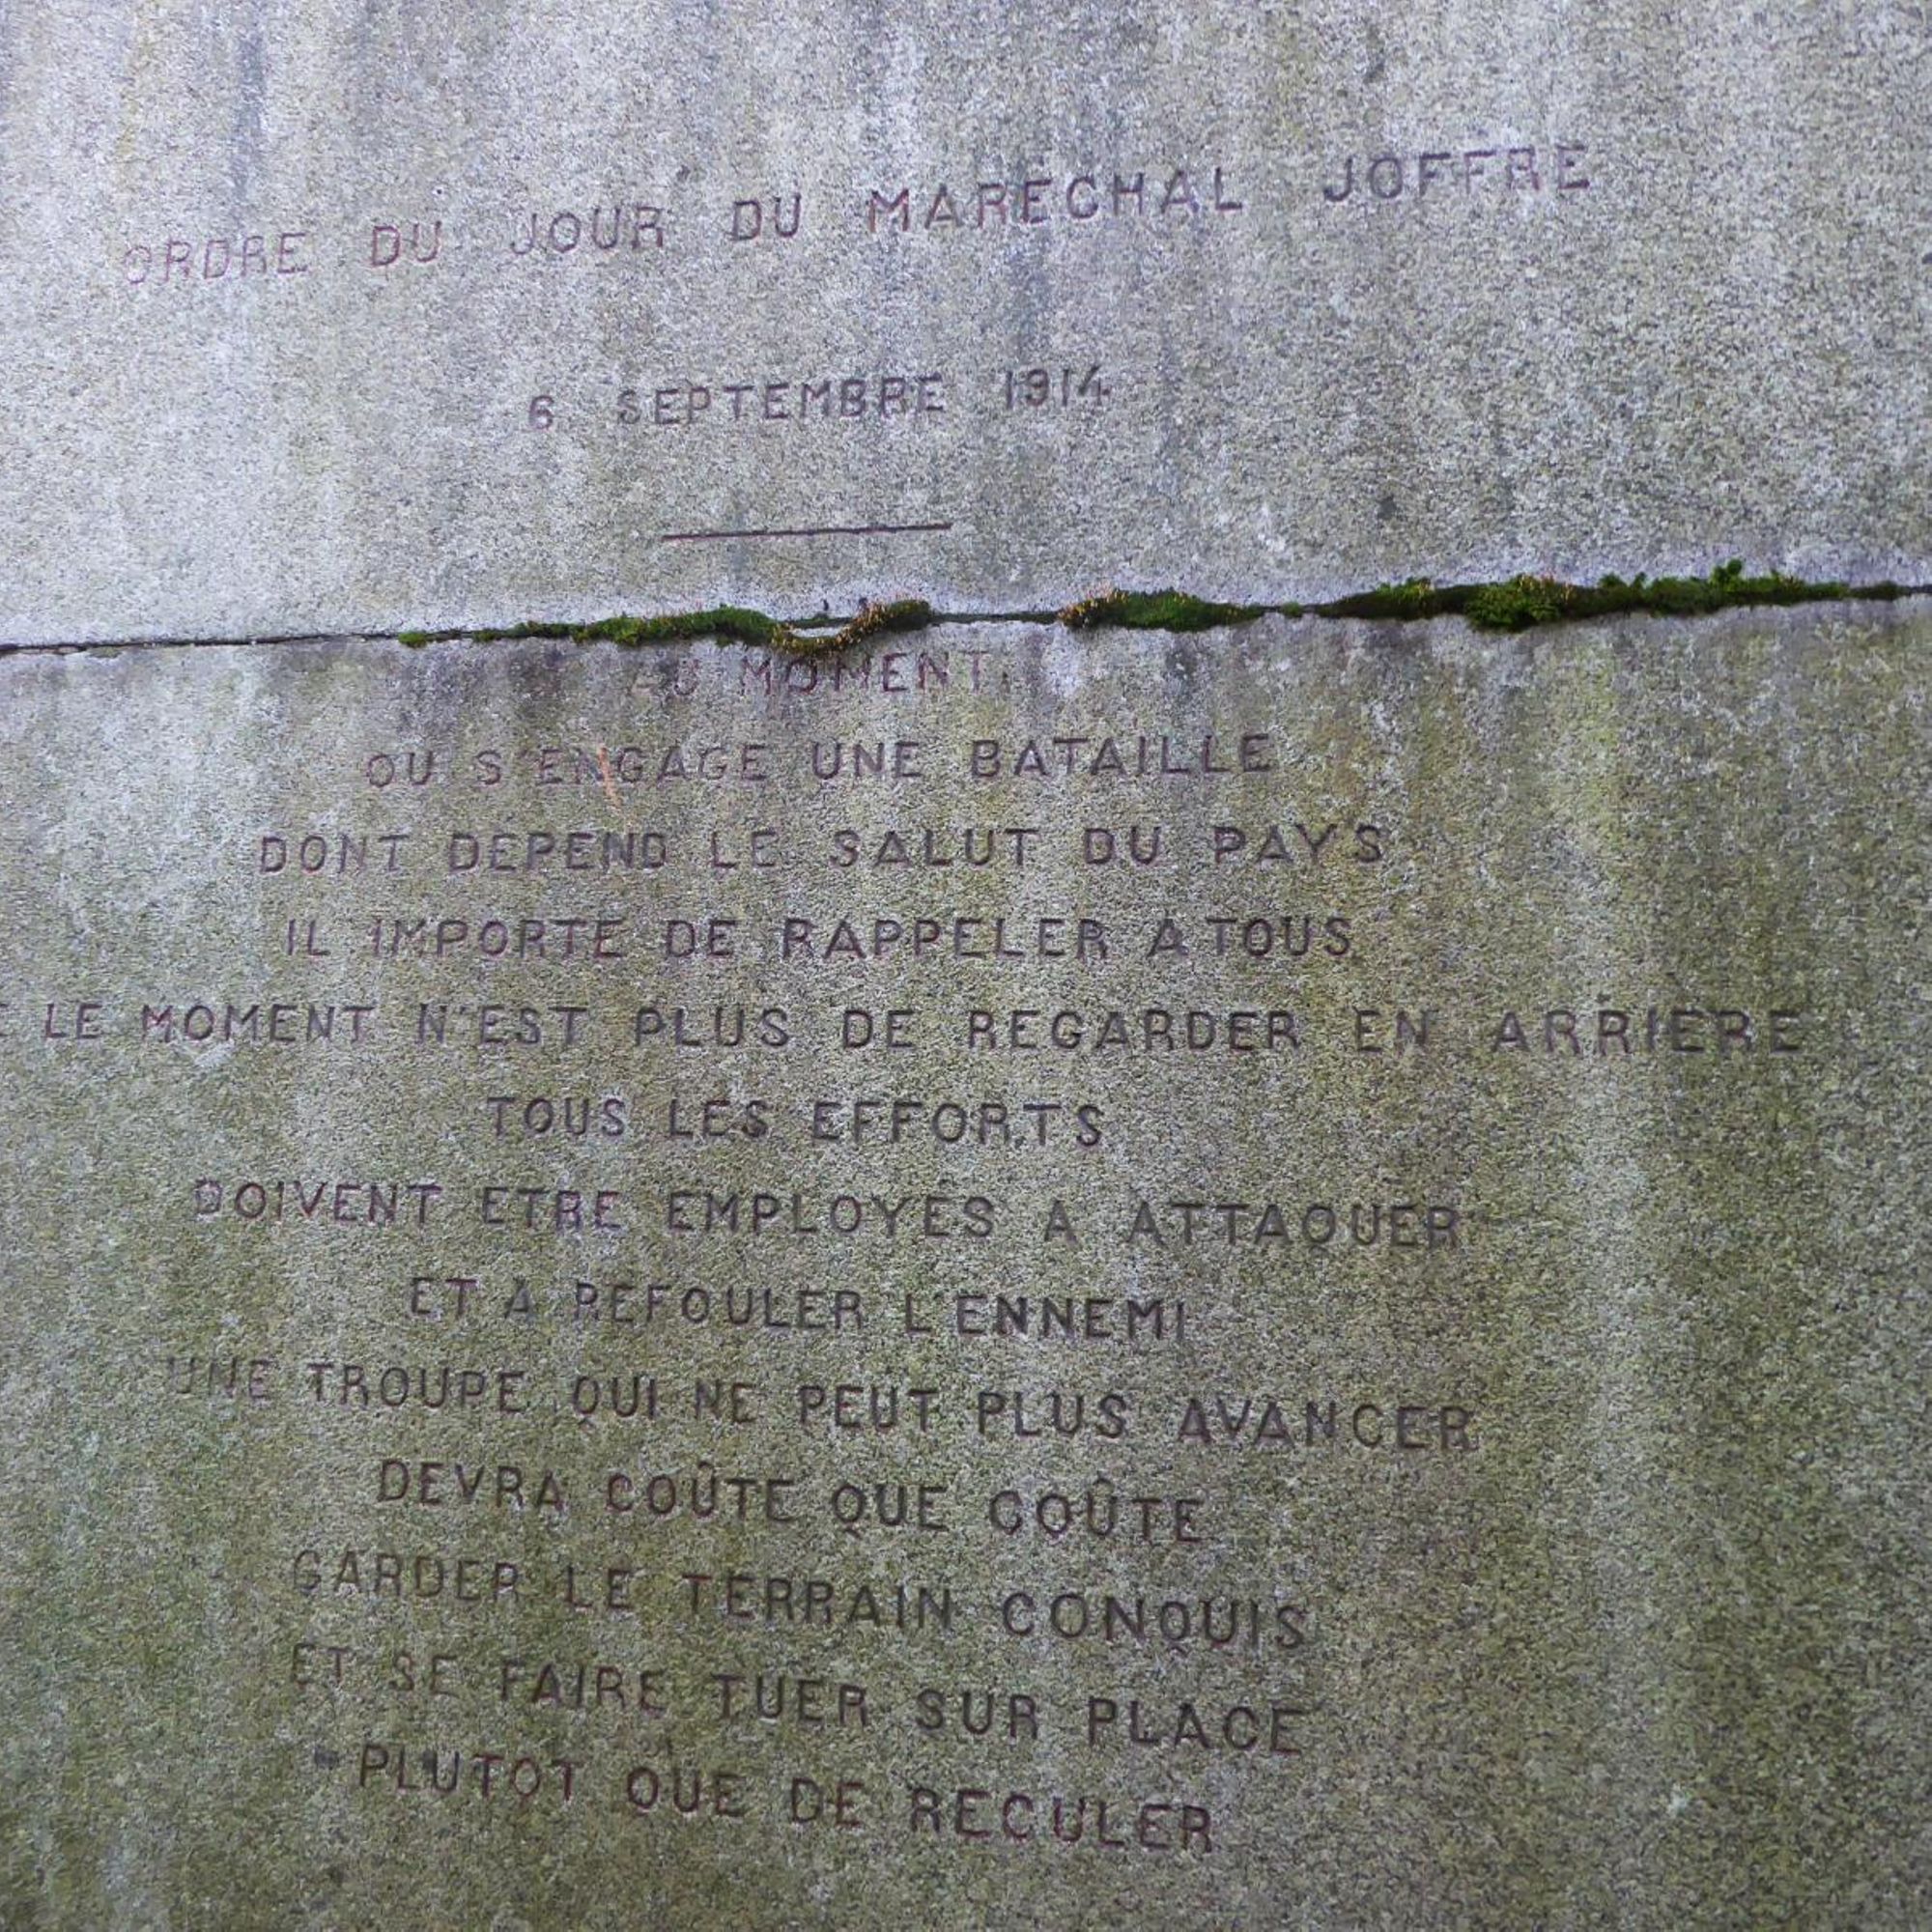 ORDRE DU JOUR DU MARECHAL JOFFRE
6 SEPTEMBRE 1914
AU MOMENT
OU S'ENGAGE UNE BATAILLE
DONT DEPEND LE SALUT DU PAYS
IL IMPORTE DE RAPPELER A TOUS
E LE MOMENT N'EST PLUS DE REGARDER EN ARRIERE
TOUS LES EFFORTS
DOIVENT ETRE EMPLOYES A ATTAQUER
ET A REFOULER L'ENNEMI
UNE TROUPE QUI NE PEUT PLUS AVANCER
DEVRA COÛTE QUE COÛTE
GARDER LE TERRAIN CONQUIS
ET SE FAIRE TUER SUR PLACE
PLUTOT QUE DE RECULER